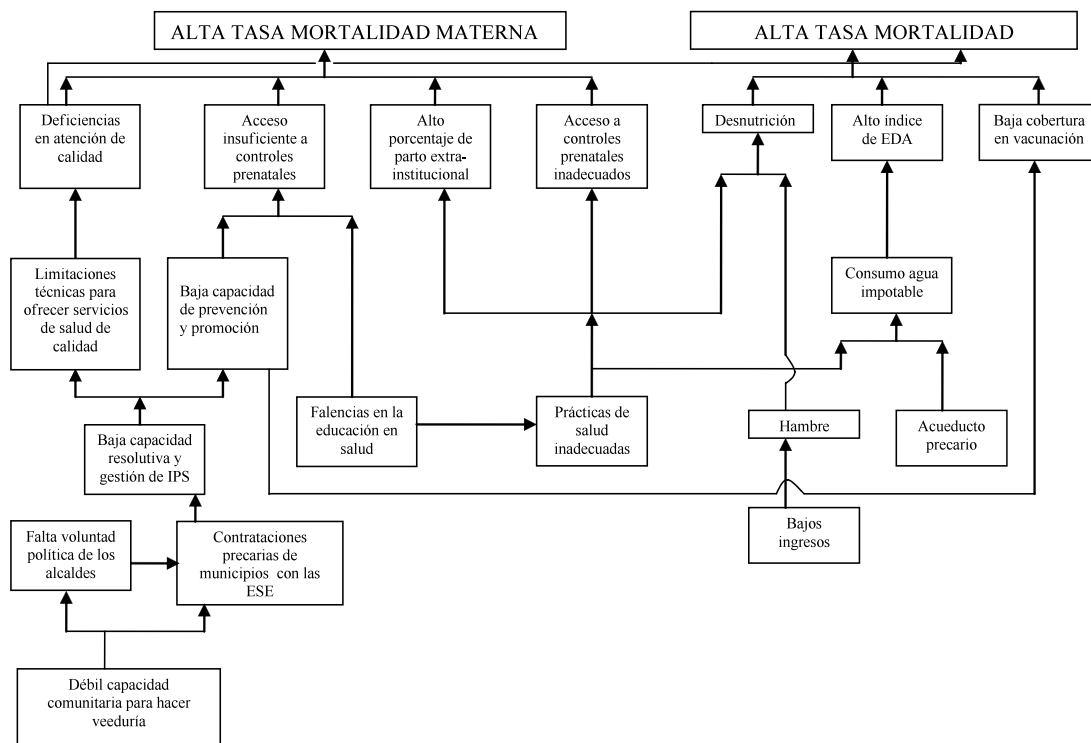 ALTA TASA MORTALIDAD MATERNA
ALTA TASA MORTALIDAD
Deficiencias
en atención de
calidad
Acceso
insuficiente a
controles
prenatales
Alto
porcentaje de
parto extra-
institucional
Acceso a
controles
prenatales
inadecuados
Desnutrición
Alto índice
de EDA
Baja cobertura
en vacunación
Limitaciones
técnicas para
ofrecer servicios
de salud de
calidad
Baja capacidad
de prevención
y promoción
Consumo agua
impotable
Falencias en la
educación en
salud
Prácticas de
salud
inadecuadas
Hambre
Acueducto
precario
Baja capacidad
resolutiva y
gestión de IPS
Falta voluntad
política de los
alcaldes
Contrataciones
precarias de
municipios con las
ESE
Bajos
ingresos
Débil capacidad
comunitaria para hacer
veeduría